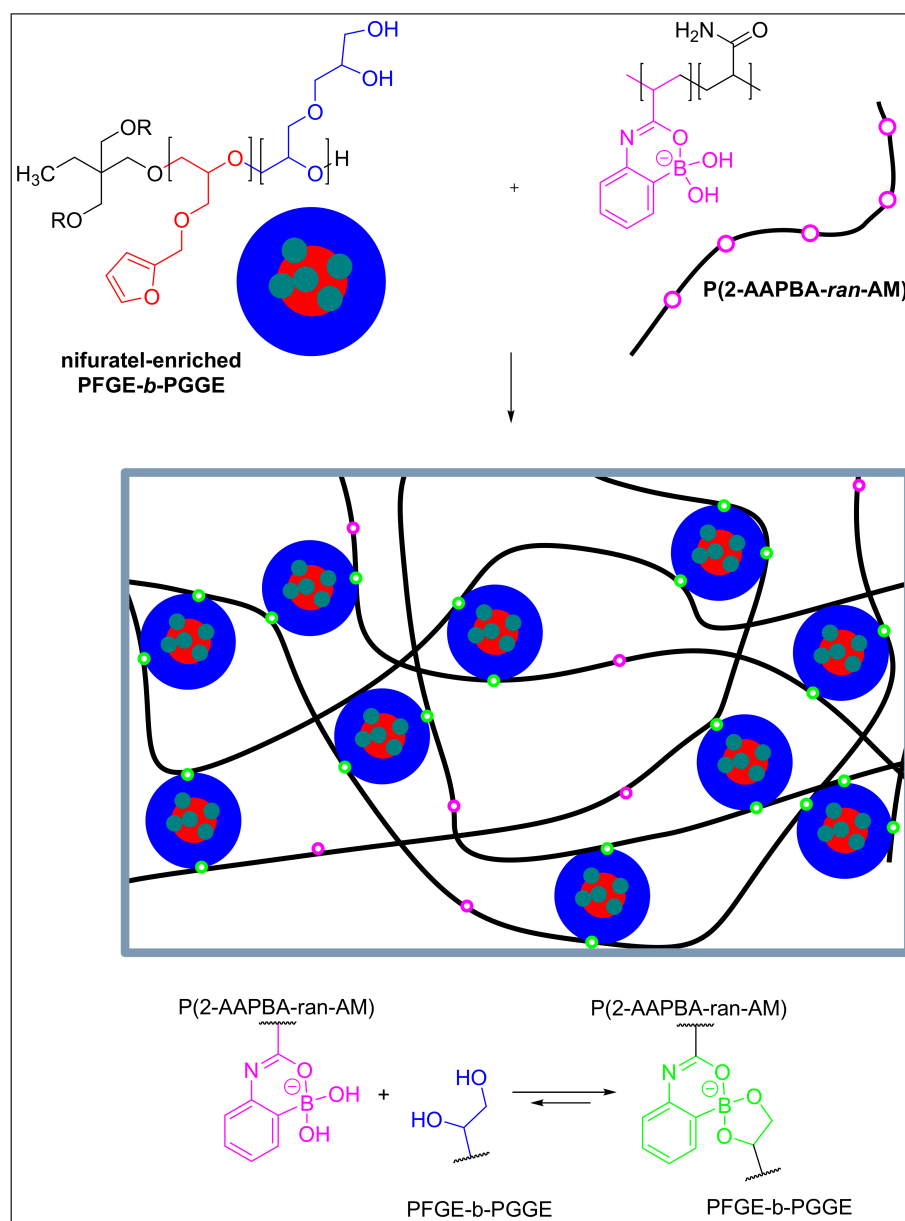 OH
OH
O
OR
O
O
O
H
H3C
RO
O
O
nifuratel-enriched
PFGE-b-PGGE
+
H2N
O
N
O
⊖
B
OH
OH
P(2-AAPBA-ran-AM)
P(2-AAPBA-ran-AM)
N
O
⊖
B
OH
OH
+
HO
HO
PFGE-b-PGGE
P(2-AAPBA-ran-AM)
N
O
⊖
B
O
O
PFGE-b-PGGE